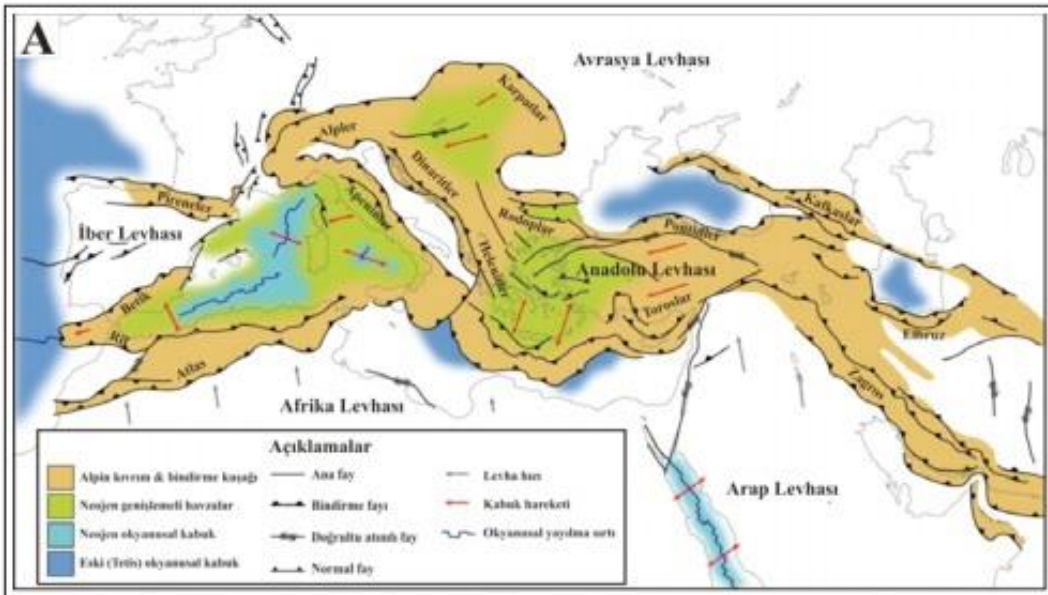 A
Avrasya Levhası
Karpatlar
Alpler
Dinaritler
Apeninler
Kafkaslar
Pireneler
Rodoplar
Pontidler
İber Levhası
Helenidler
Anadolu Levhası
Toroslar
Betik
Rif
Atlas
Elbruz
Zagros
Afrika Levhası
Arap Levhası
Açıklamalar
Alpin kıvrım & bindirme kuşağı
Neojen genişlemeli havzalar
Neojen okyanusal kabuk
Eski (Tetis) okyanusal kabuk
Ana fay
Bindirme fayı
Doğrultu atımlı fay
Normal fay
Levha hızı
Kabuk hareketi
Okyanusal yayılma sırtı